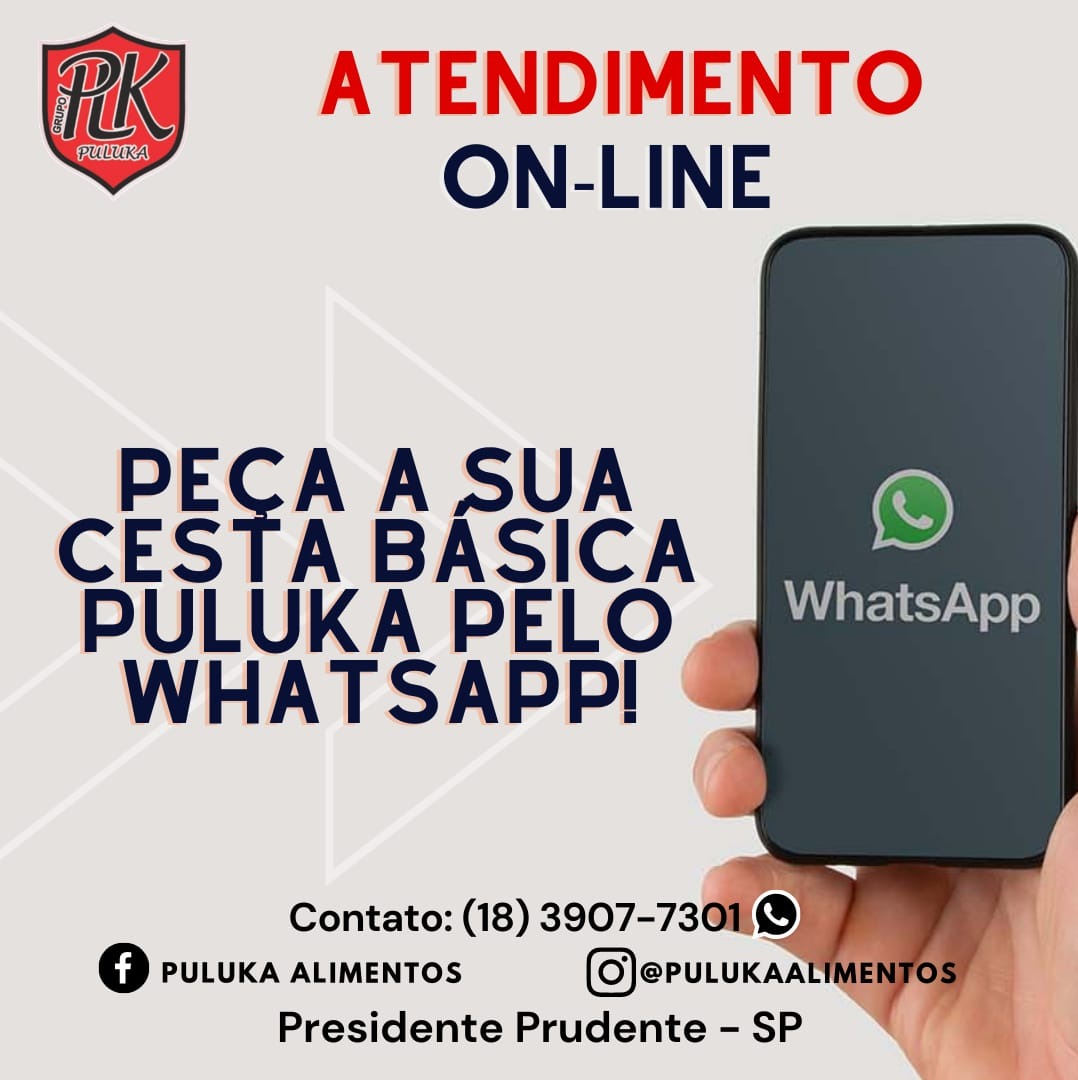 GRUPO
PLK
PULUKA
ATENDIMENTO
ON-LINE
PEÇA A SUA
CESTA BÁSICA
PULUKA PELO
WHATSAPP!
WhatsApp
Contato: (18) 3907-7301
PULUKA ALIMENTOS
@PULUKAALIMENTOS
Presidente Prudente - SP